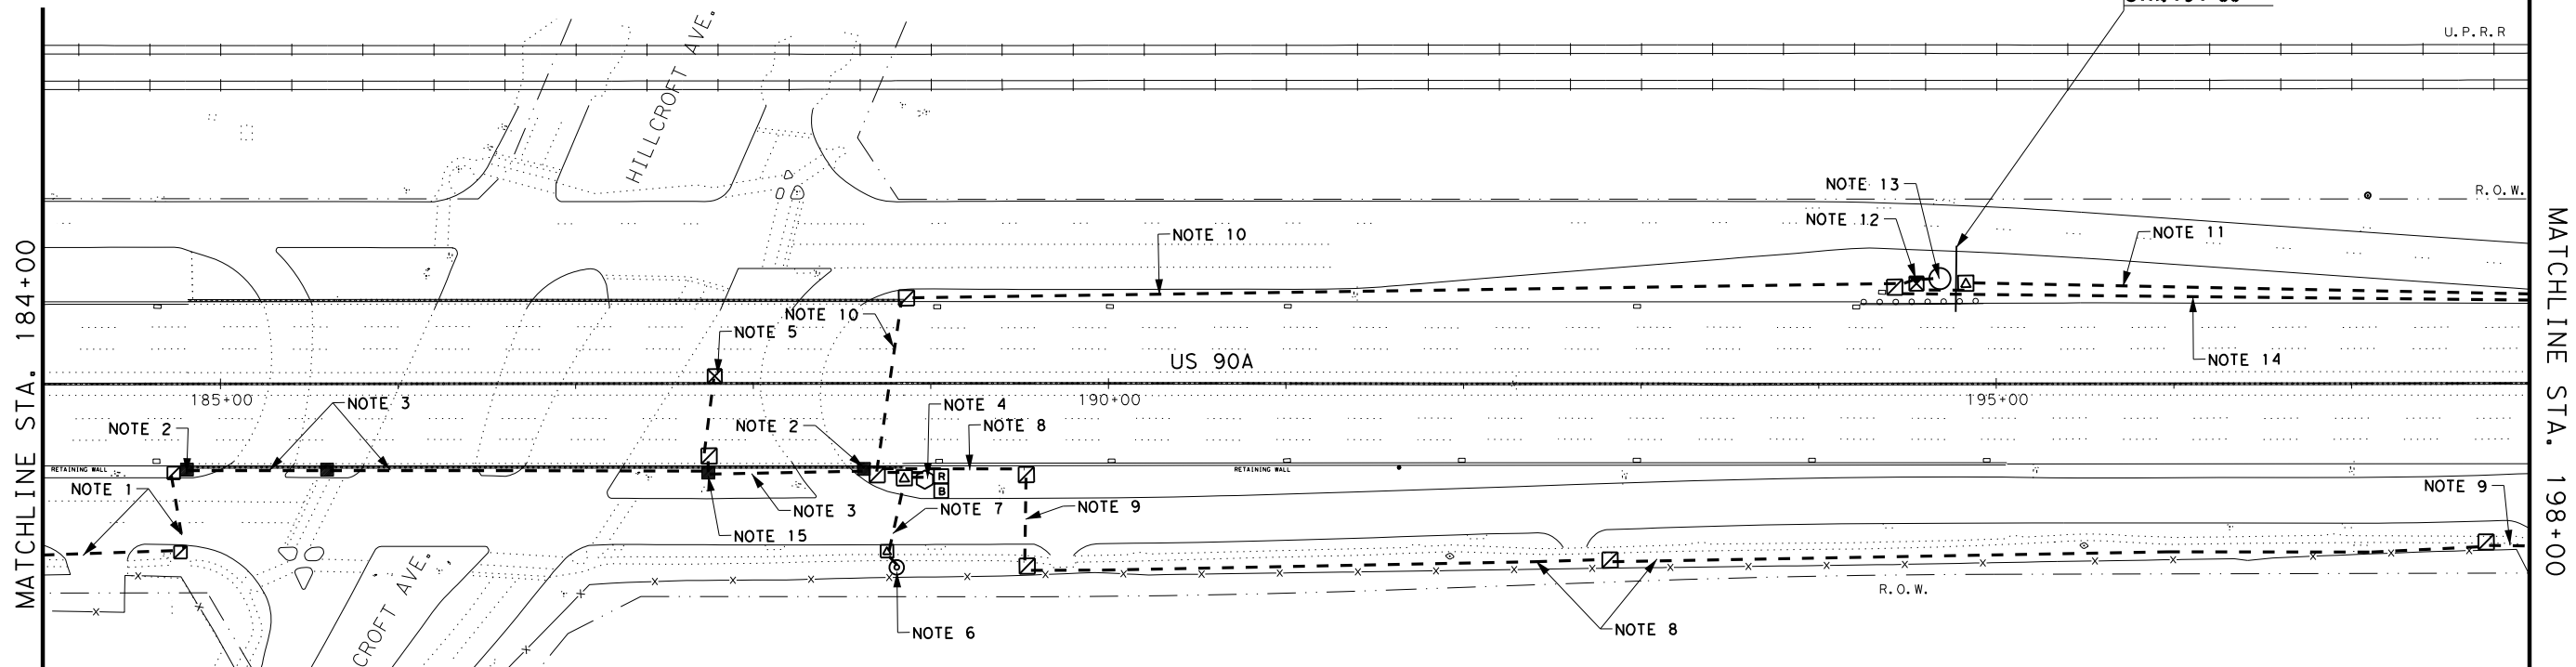 U.P.R.R
HILLCROFT AVE.
NOTE 13
R.O.W.
NOTE 12
NOTE 10
NOTE 11
NOTE 10
NOTE 5
US 90A
NOTE 14
185+00
190+00
195+00
NOTE 3
NOTE 4
NOTE 2
NOTE 2
NOTE 8
RETAINING WALL
RETAINING WALL
R
B
NOTE 1
NOTE 9
NOTE 3
NOTE 7
NOTE 9
NOTE 15
CROFT AVE.
R.O.W.
NOTE 6
NOTE 8
MATCHLINE STA. 184+00
MATCHLINE STA. 198+00